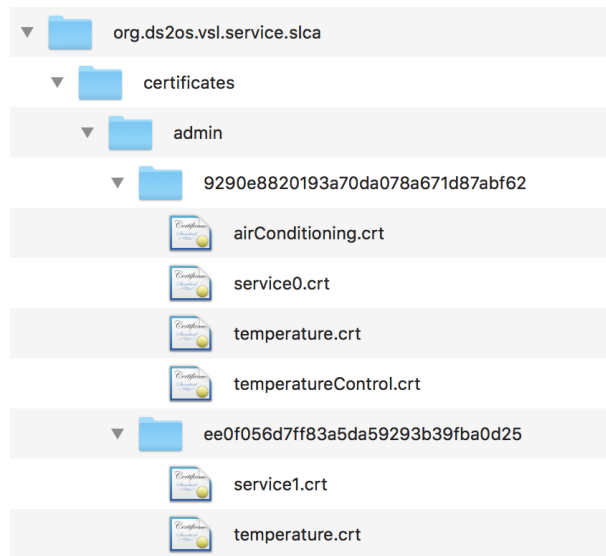 org.ds2os.vsl.service.slca
certificates
admin
9290e8820193a70da078a671d87abf62
airConditioning.crt
service0.crt
temperature.crt
temperatureControl.crt
ee0f056d7ff83a5da59293b39fba0d25
service1.crt
temperature.crt